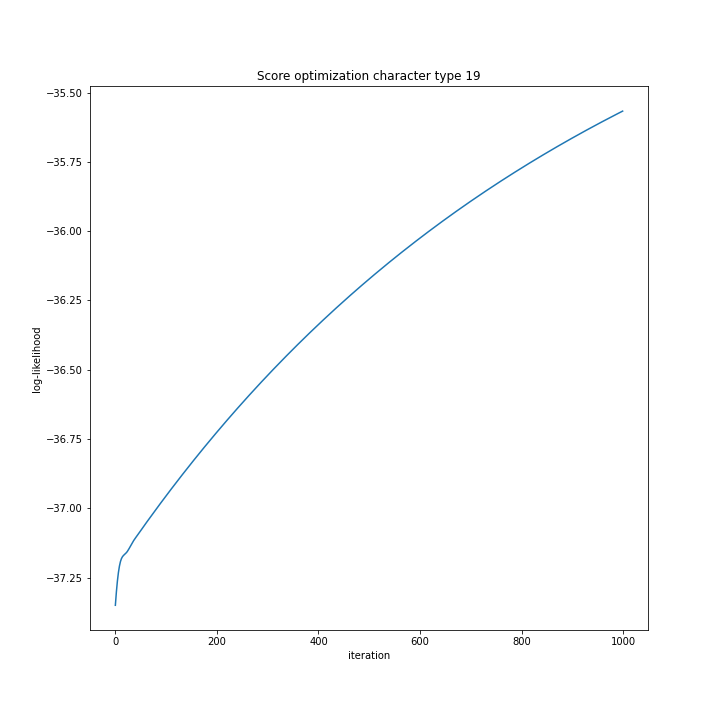 Score optimization character type 19
−35.50
−35.75
−36.00
−36.25
−36.50
−36.75
−37.00
−37.25
log-likelihood
0 200 400 600 800 1000
iteration